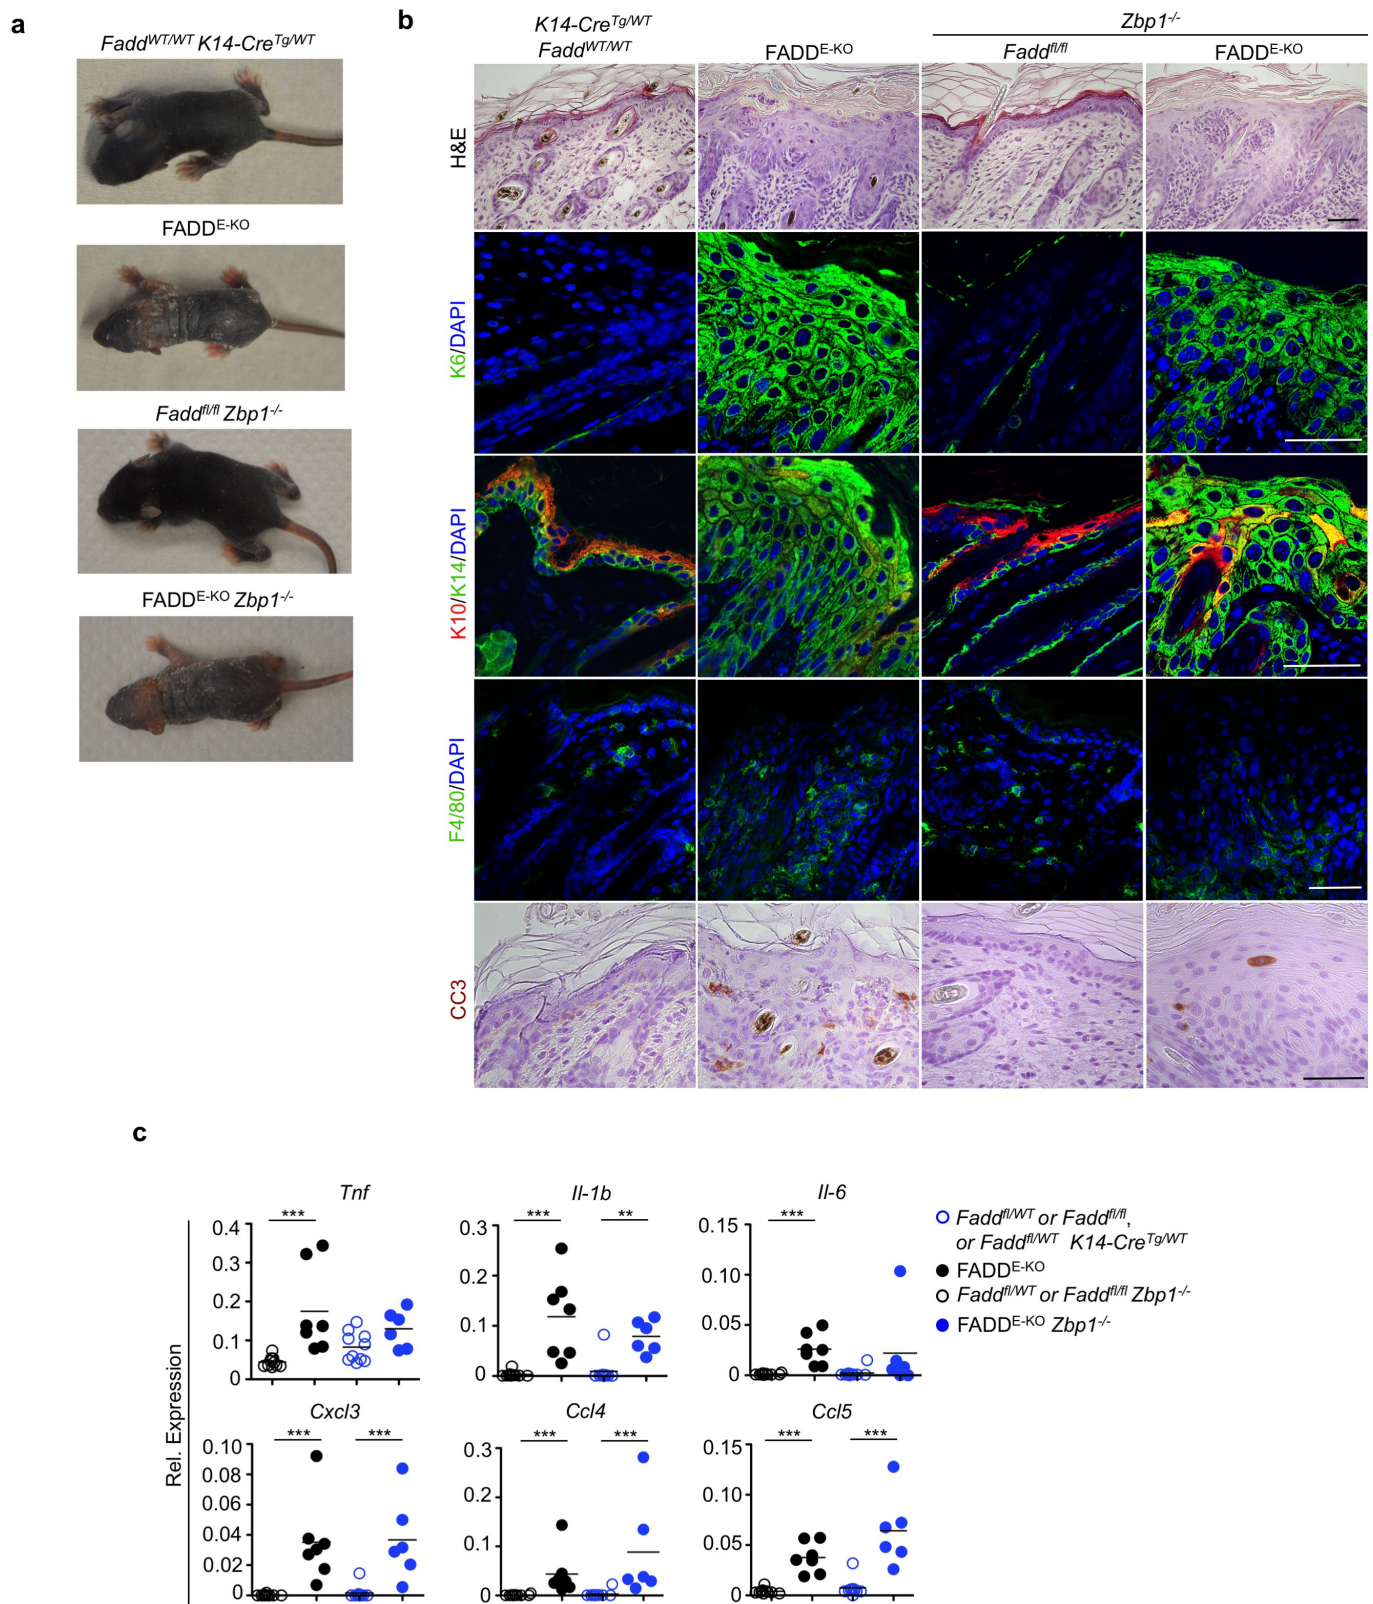 a
Fadd^WT/WT K14-Cre^Tg/WT
FADD^E-KO
Fadd^fl/fl Zbp1^-/-
FADD^E-KO Zbp1^-/-
b
K14-Cre^Tg/WT
Fadd^WT/WT
FADD^E-KO
Zbp1^-/-
Fadd^fl/fl
FADD^E-KO
H&E
K6/DAPI
K10/K14/DAPI
F4/80/DAPI
CC3
c
Rel. Expression
Tnf
***
0.4
0.3
0.2
0.1
0
Il-1b
***
**
0.3
0.2
0.1
0
Il-6
***
0.15
0.10
0.05
0
Fadd^fl/WT or Fadd^fl/fl,
or Fadd^fl/WT K14-Cre^Tg/WT
FADD^E-KO
Fadd^fl/WT or Fadd^fl/fl Zbp1^-/-
FADD^E-KO Zbp1^-/-
Cxcl3
***
***
0.10
0.08
0.06
0.04
0.02
0
Ccl4
***
***
0.3
0.2
0.1
0
Ccl5
***
***
0.15
0.10
0.05
0